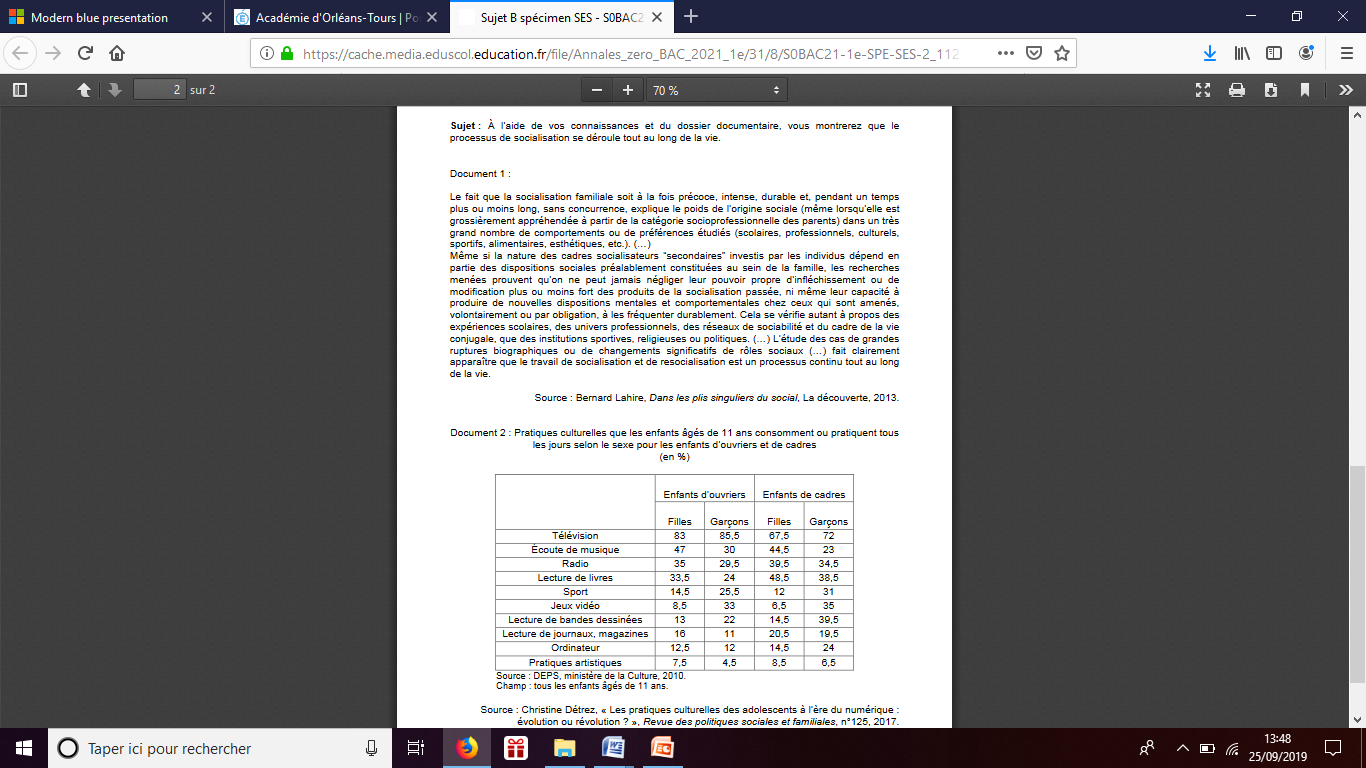 Modern blue presentation
Académie d'Orléans-Tours | Po
Sujet B spécimen SES - S0BAC2
https://cache.media.eduscol.education.fr/file/Annales_zero_BAC_2021_1e/31/8/S0BAC21-1e-SPE-SES-2_112
2 sur 2
70 %
Sujet : À l'aide de vos connaissances et du dossier documentaire, vous montrerez que le
processus de socialisation se déroule tout au long de la vie.
Document 1 :
Le fait que la socialisation familiale soit à la fois précoce, intense, durable et, pendant un temps
plus ou moins long, sans concurrence, explique le poids de l'origine sociale (même lorsqu'elle est
grossièrement appréhendée à partir de la catégorie socioprofessionnelle des parents) dans un très
grand nombre de comportements ou de préférences étudiés (scolaires, professionnels, culturels,
sportifs, alimentaires, esthétiques, etc.). (…)
Même si la nature des cadres socialisateurs "secondaires" investis par les individus dépend en
partie des dispositions sociales préalablement constituées au sein de la famille, les recherches
menées prouvent qu'on ne peut jamais négliger leur pouvoir propre d'infléchissement ou de
modification plus ou moins fort des produits de la socialisation passée, ni même leur capacité à
produire de nouvelles dispositions mentales et comportementales chez ceux qui sont amenés,
volontairement ou par obligation, à les fréquenter durablement. Cela se vérifie autant à propos des
expériences scolaires, des univers professionnels, des réseaux de sociabilité et du cadre de la vie
conjugale, que des institutions sportives, religieuses ou politiques. (…) L'étude des cas de grandes
ruptures biographiques ou de changements significatifs de rôles sociaux (…) fait clairement
apparaître que le travail de socialisation et de resocialisation est un processus continu tout au long
de la vie.
Source : Bernard Lahire, Dans les plis singuliers du social, La découverte, 2013.
Document 2 : Pratiques culturelles que les enfants âgés de 11 ans consomment ou pratiquent tous
les jours selon le sexe pour les enfants d'ouvriers et de cadres
(en %)
Enfants d'ouvriers Enfants de cadres
Filles Garçons Filles Garçons
Télévision 83 85,5 67,5 72
Écoute de musique 47 30 44,5 23
Radio 35 29,5 39,5 34,5
Lecture de livres 33,5 24 48,5 38,5
Sport 14,5 25,5 12 31
Jeux vidéo 8,5 33 6,5 35
Lecture de bandes dessinées 13 22 14,5 39,5
Lecture de journaux, magazines 16 11 20,5 19,5
Ordinateur 12,5 12 14,5 24
Pratiques artistiques 7,5 4,5 8,5 6,5
Source : DEPS, ministère de la Culture, 2010.
Champ : tous les enfants âgés de 11 ans.
Source : Christine Détrez, « Les pratiques culturelles des adolescents à l'ère du numérique :
évolution ou révolution ? », Revue des politiques sociales et familiales, n°125, 2017.
Taper ici pour rechercher
13:48
25/09/2019